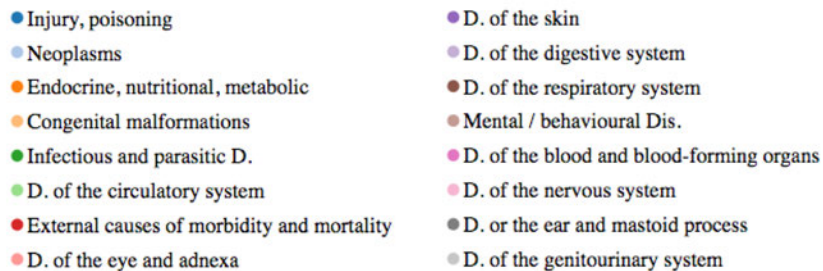 Injury, poisoning
Neoplasms
Endocrine, nutritional, metabolic
Congenital malformations
Infectious and parasitic D.
D. of the circulatory system
External causes of morbidity and mortality
D. of the eye and adnexa
D. of the skin
D. of the digestive system
D. of the respiratory system
Mental / behavioural Dis.
D. of the blood and blood-forming organs
D. of the nervous system
D. or the ear and mastoid process
D. of the genitourinary system